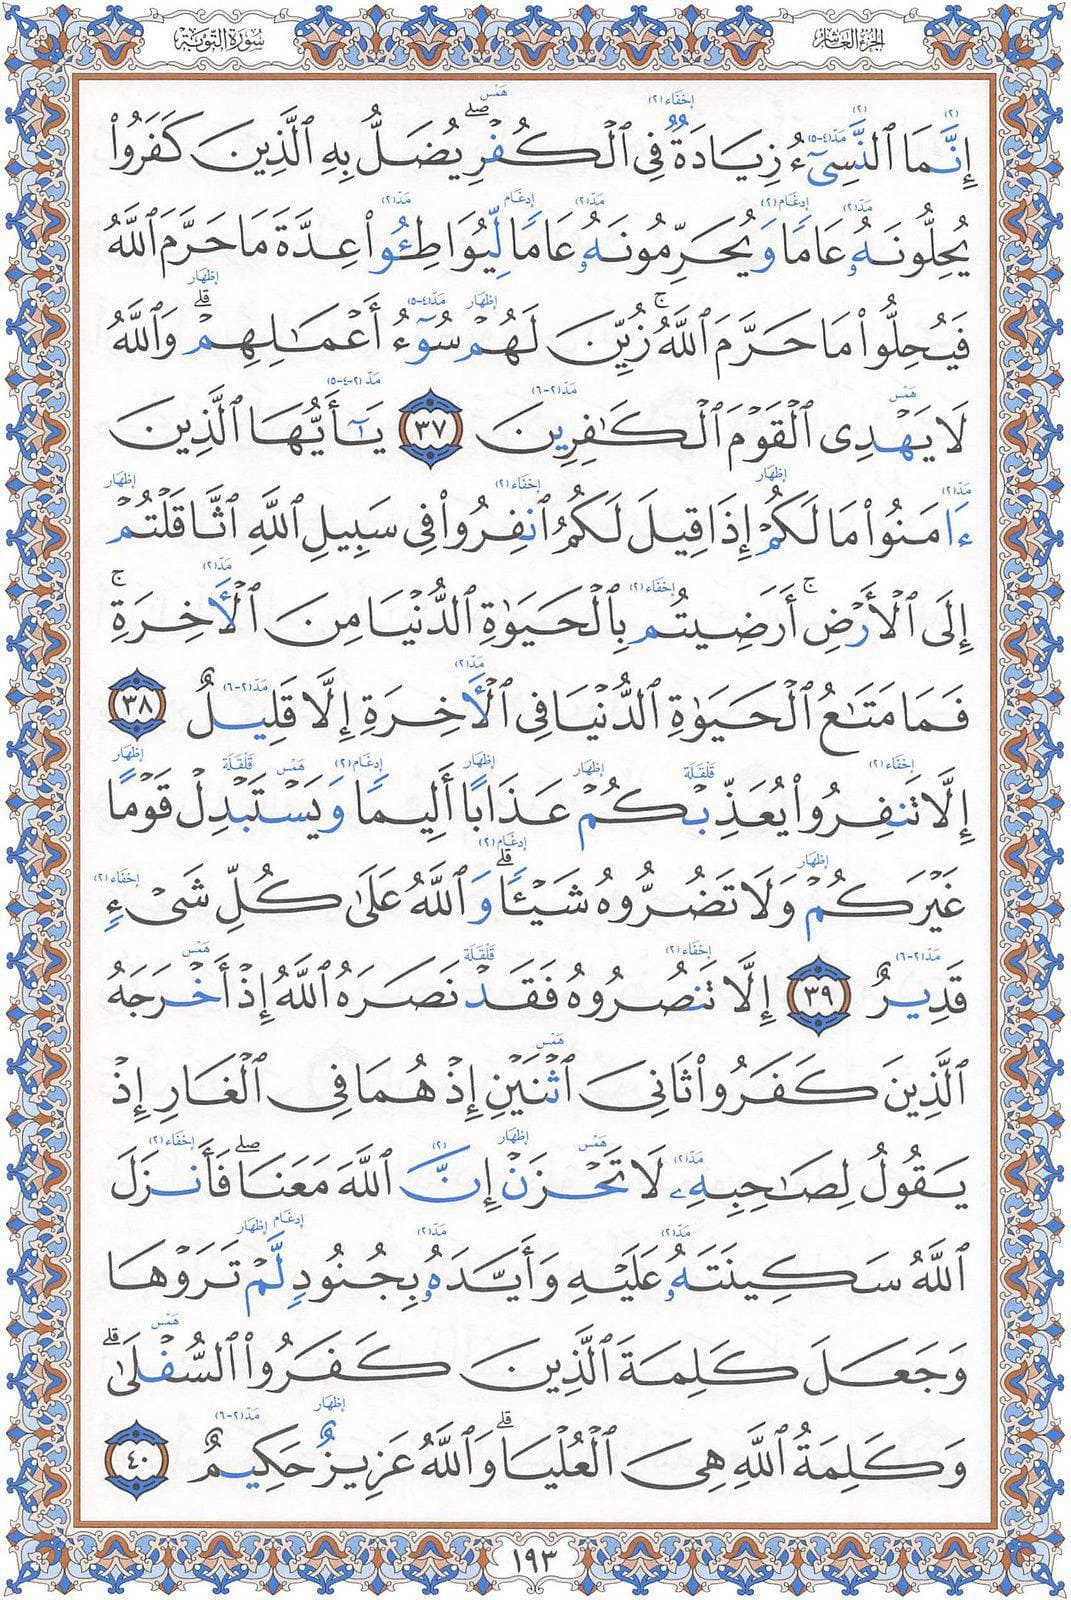 الجزء العاشر
سورة التوبة
إِنَّمَا ٱلنَّسِىٓءُ زِيَادَةٌ فِى ٱلْكُفْرِ ۖ يُضَلُّ بِهِ ٱلَّذِينَ كَفَرُوا۟
يُحِلُّونَهُۥ عَامًا وَيُحَرِّمُونَهُۥ عَامًا لِّيُوَاطِـُٔوا۟ عِدَّةَ مَا حَرَّمَ ٱللَّهُ
فَيُحِلُّوا۟ مَا حَرَّمَ ٱللَّهُ ۚ زُيِّنَ لَهُمْ سُوٓءُ أَعْمَـٰلِهِمْ ۗ وَٱللَّهُ
لَا يَهْدِى ٱلْقَوْمَ ٱلْكَـٰفِرِينَ ٣٧ يَـٰٓأَيُّهَا ٱلَّذِينَ
ءَامَنُوا۟ مَا لَكُمْ إِذَا قِيلَ لَكُمُ ٱنفِرُوا۟ فِى سَبِيلِ ٱللَّهِ ٱثَّاقَلْتُمْ
إِلَى ٱلْأَرْضِ ۚ أَرَضِيتُم بِٱلْحَيَوٰةِ ٱلدُّنْيَا مِنَ ٱلْـَٔاخِرَةِ ۚ
فَمَا مَتَـٰعُ ٱلْحَيَوٰةِ ٱلدُّنْيَا فِى ٱلْـَٔاخِرَةِ إِلَّا قَلِيلٌ ٣٨
إِلَّا تَنفِرُوا۟ يُعَذِّبْكُمْ عَذَابًا أَلِيمًا وَيَسْتَبْدِلْ قَوْمًا
غَيْرَكُمْ وَلَا تَضُرُّوهُ شَيْـًٔا ۗ وَٱللَّهُ عَلَىٰ كُلِّ شَىْءٍ
قَدِيرٌ ٣٩ إِلَّا تَنصُرُوهُ فَقَدْ نَصَرَهُ ٱللَّهُ إِذْ أَخْرَجَهُ
ٱلَّذِينَ كَفَرُوا۟ ثَانِىَ ٱثْنَيْنِ إِذْ هُمَا فِى ٱلْغَارِ إِذْ
يَقُولُ لِصَـٰحِبِهِۦ لَا تَحْزَنْ إِنَّ ٱللَّهَ مَعَنَا ۖ فَأَنزَلَ
ٱللَّهُ سَكِينَتَهُۥ عَلَيْهِ وَأَيَّدَهُۥ بِجُنُودٍ لَّمْ تَرَوْهَا
وَجَعَلَ كَلِمَةَ ٱلَّذِينَ كَفَرُوا۟ ٱلسُّفْلَىٰ ۗ
وَكَلِمَةُ ٱللَّهِ هِىَ ٱلْعُلْيَا ۗ وَٱللَّهُ عَزِيزٌ حَكِيمٌ ٤٠
١٩٣